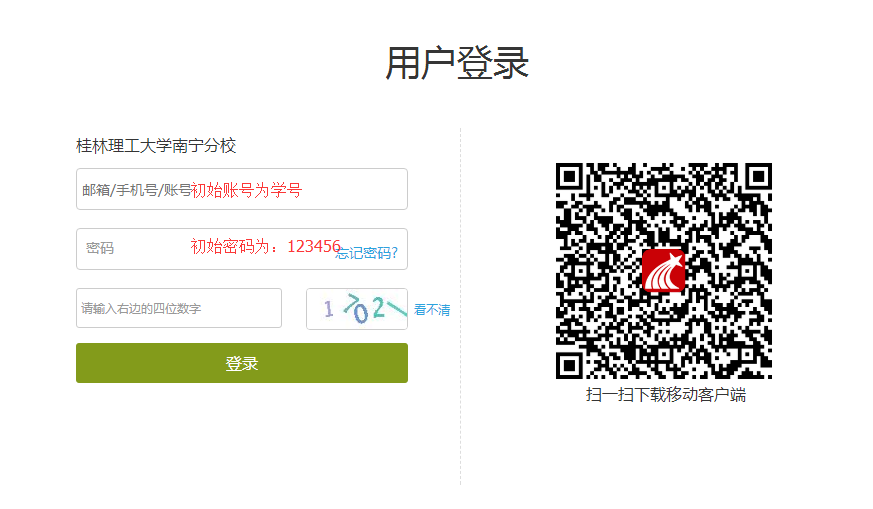 用户登录
桂林理工大学南宁分校
邮箱/手机号/账号初始账号为学号
密码 初始密码为：123456 忘记密码?
请输入右边的四位数字 看不清
登录
扫一扫下载移动客户端